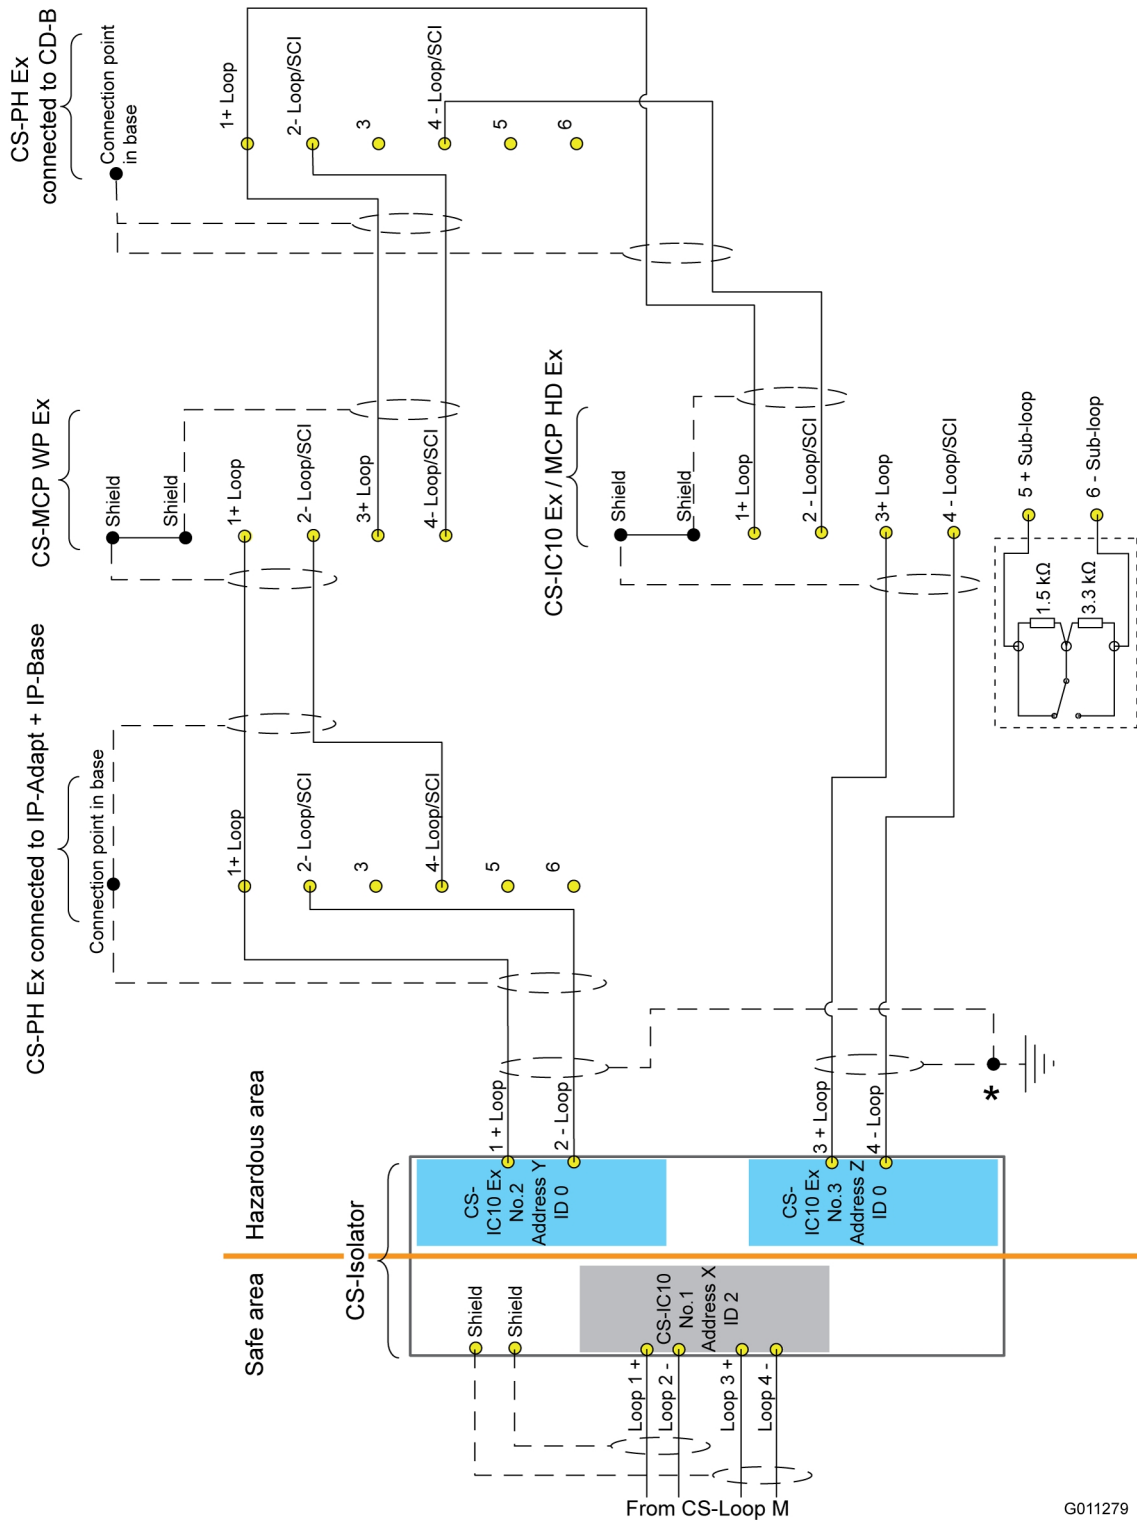 CS-PH Ex
connected to CD-B
Connection point
in base
1+ Loop
2- Loop/SCI
3
4 - Loop/SCI
5
6
CS-MCP WP Ex
Shield
Shield
1+ Loop
2- Loop/SCI
3+ Loop
4- Loop/SCI
CS-IC10 Ex / MCP HD Ex
Shield
Shield
1+ Loop
2 - Loop/SCI
3+ Loop
4 - Loop/SCI
5 + Sub-loop
6 - Sub-loop
1.5 kΩ
3.3 kΩ
CS-PH Ex connected to IP-Adapt + IP-Base
Connection point in base
1+ Loop
2- Loop/SCI
3
4- Loop/SCI
5
6
*
Hazardous area
Safe area
CS-Isolator
1 + Loop
2 - Loop
3 + Loop
4 - Loop
CS-
IC10 Ex
No.2
Address Y
ID 0
CS-
IC10 Ex
No.3
Address Z
ID 0
Shield
Shield
CS-IC10
No.1
Address X
ID 2
Loop 1 +
Loop 2 -
Loop 3 +
Loop 4 -
From CS-Loop M
G011279